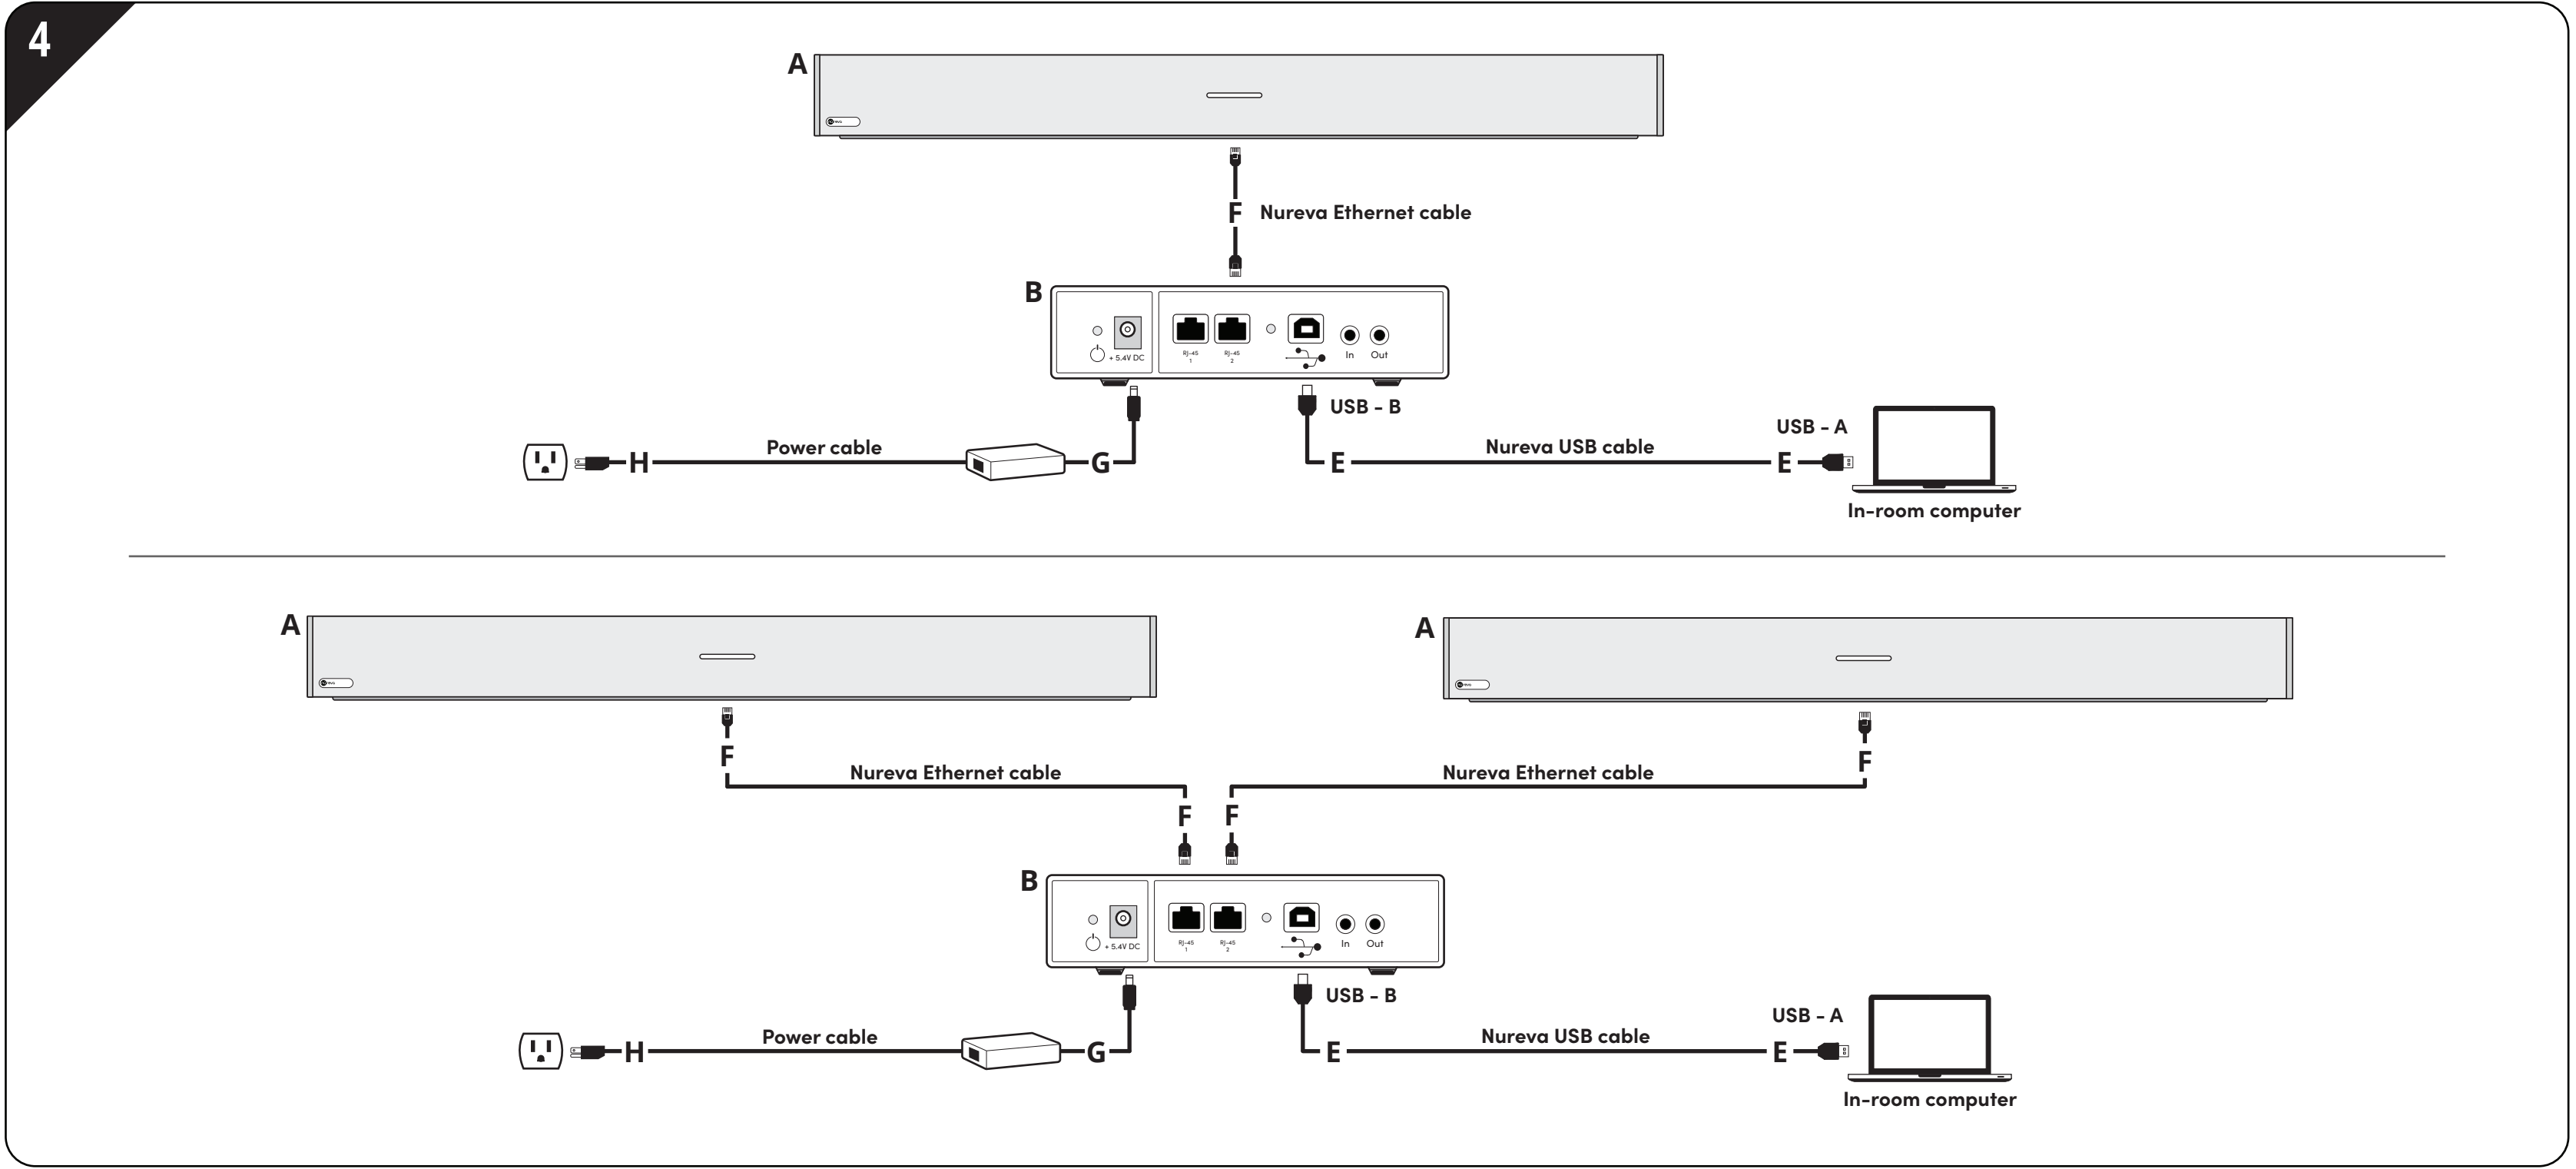 4
A
F Nureva Ethernet cable
B
+ 5.4V DC
RJ-45
1
RJ-45
2
In
Out
USB - B
USB - A
H
Power cable
G
E
Nureva USB cable
E
In-room computer
A
A
F
Nureva Ethernet cable
Nureva Ethernet cable
F
F
F
B
+ 5.4V DC
RJ-45
1
RJ-45
2
In
Out
USB - B
USB - A
H
Power cable
G
E
Nureva USB cable
E
In-room computer